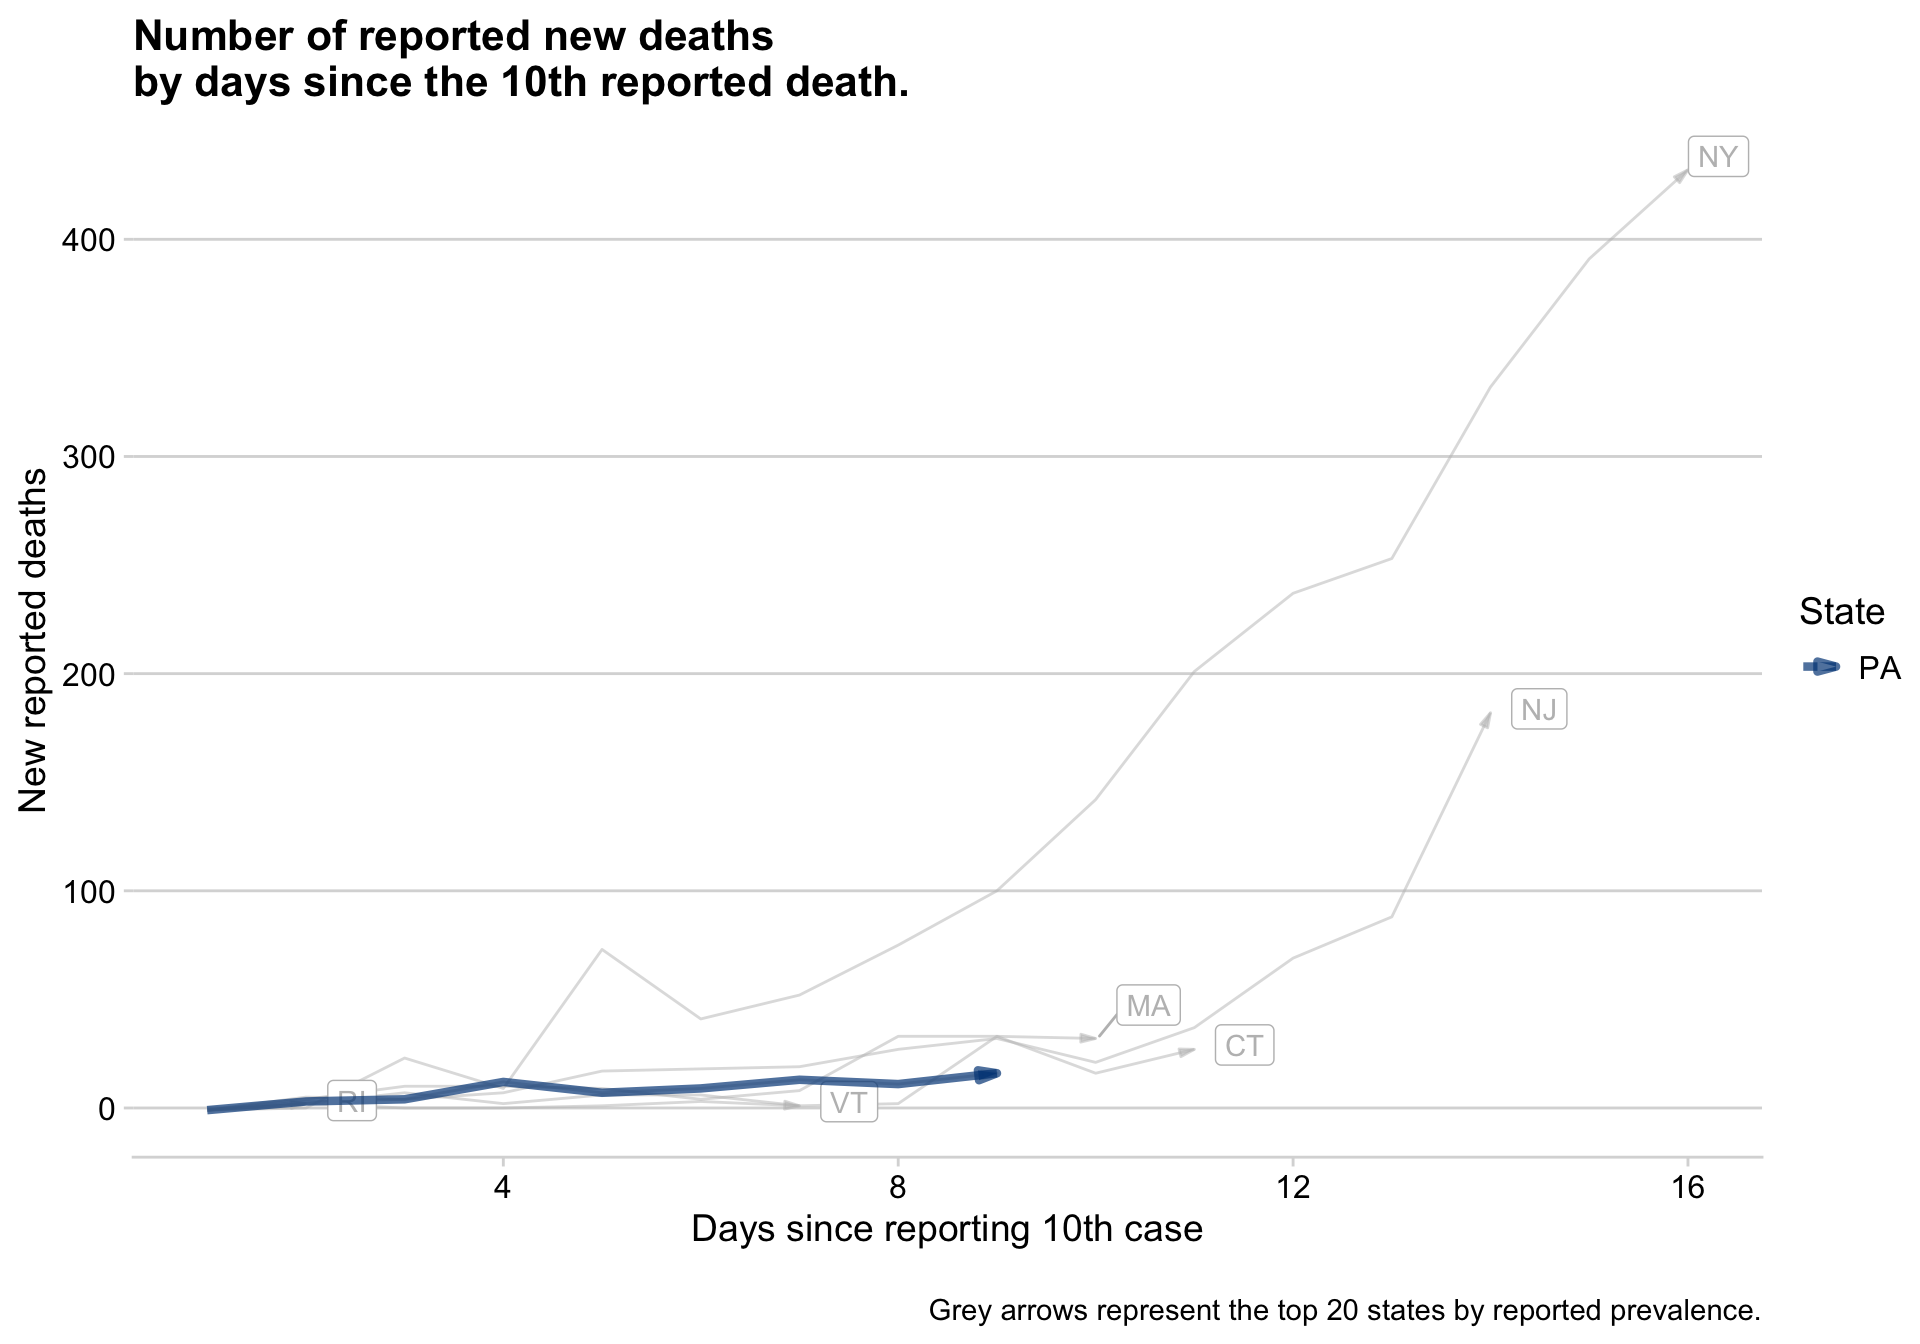 Number of reported new deaths
by days since the 10th reported death.
NY
400
300
New reported deaths
State
200
PA
NJ
100
MA
CT
RI
VT
0
4
8
12
16
Days since reporting 10th case
Grey arrows represent the top 20 states by reported prevalence.